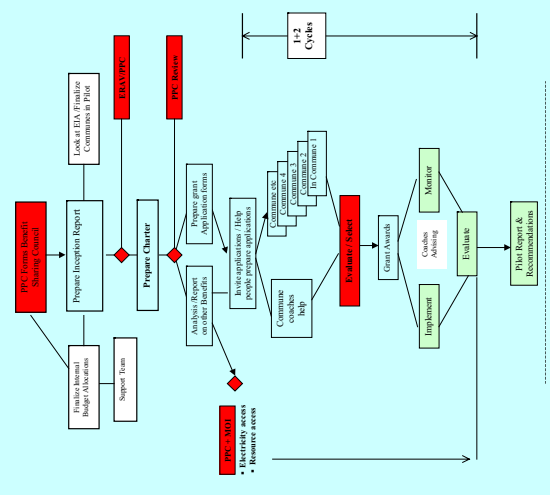 PPC Forms Benefit
Sharing Council
Look at EIA /Finalize
Communes in Pilot
Prepare Inception Report
Finalize Internal
Budget Allocations
Support Team
ERAV/PPC
Prepare Charter
PPC Review
Prepare grant
Application forms
Analysis /Report
on other Benefits
PPC + MOI
▪ Electricity access
▪ Resource access
Invite applications / Help
people prepare applications
Commune etc
Commune 4
Commune 3
Commune 2
In Commune 1
Commune
coaches
help
1+2
Cycles
Evaluate / Select
Grant Awards
Monitor
Coaches
Advising
Implement
Evaluate
Pilot Report &
Recommendations